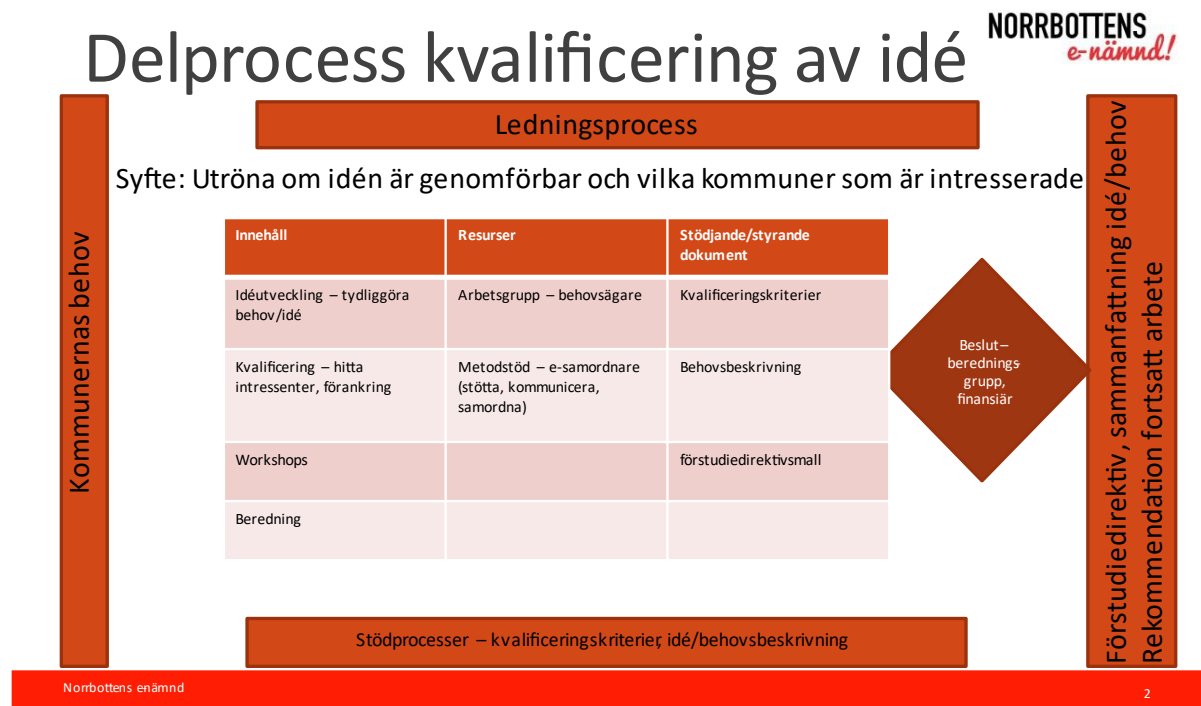 Delprocess kvalificering av idé
NORRBOTTENS
e-nämnd!
Ledningsprocess
Syfte: Utröna om idén är genomförbar och vilka kommuner som är intresserade
Kommunernas behov
Innehåll
Resurser
Stödjande/styrande
dokument
Idéutveckling – tydliggöra
behov/idé
Arbetsgrupp – behovsägare
Kvalificeringskriterier
Kvalificering – hitta
intressenter, förankring
Metodstöd – e-samordnare
(stötta, kommunicera,
samordna)
Behovsbeskrivning
Workshops
förstudiedirektivsmall
Beredning
Beslut –
berednings-
grupp,
finansiär
Förstudiedirektiv, sammanfattning idé/behov
Rekommendation fortsatt arbete
Stödprocesser – kvalificeringskriterier, idé/behovsbeskrivning
Norrbottens enämnd
2